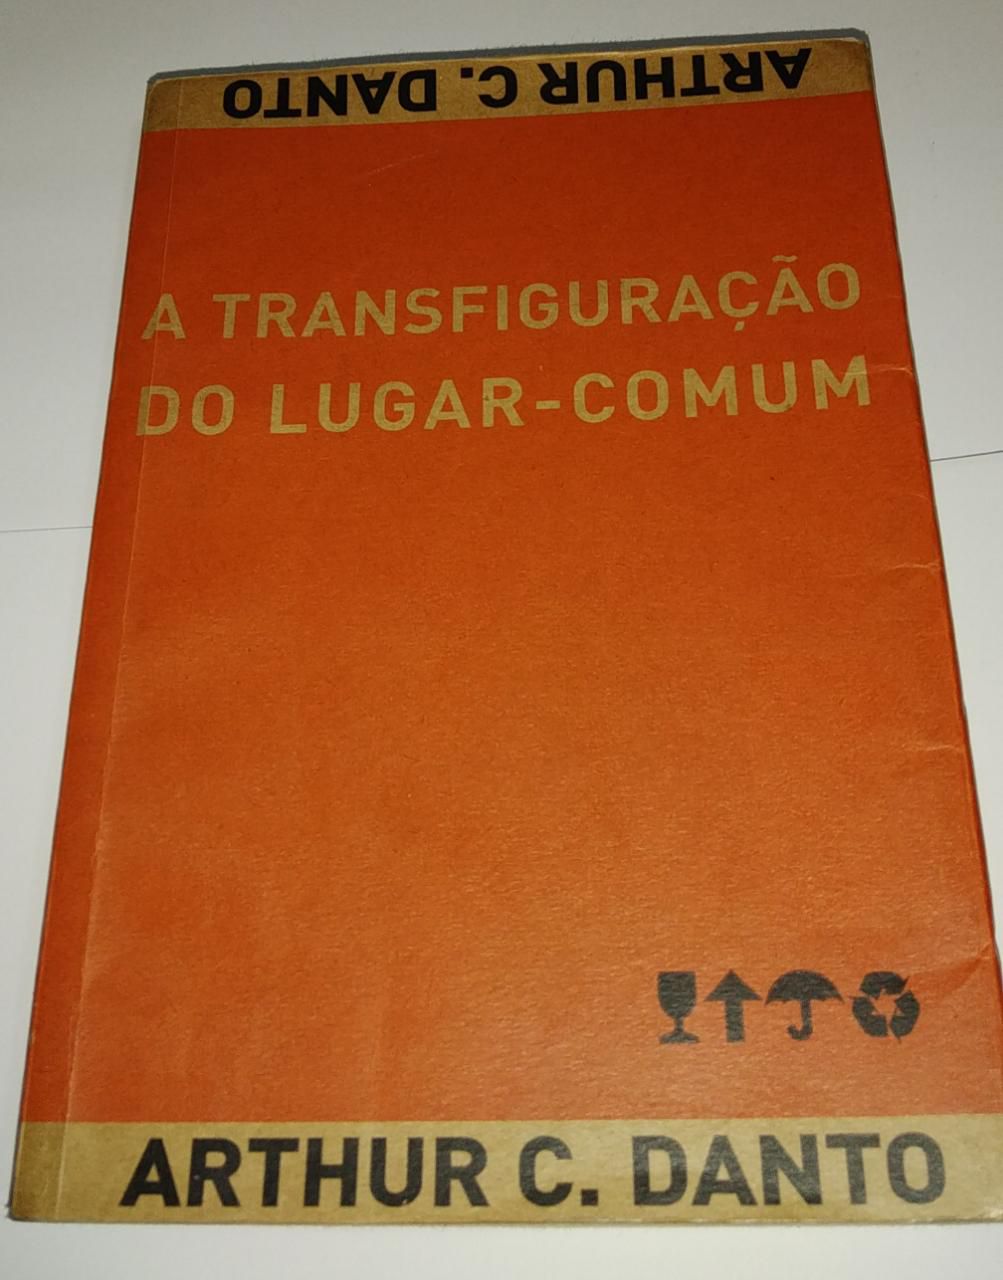 ARTHUR C. DANTO
A TRANSFIGURAÇÃO
DO LUGAR-COMUM
ARTHUR C. DANTO